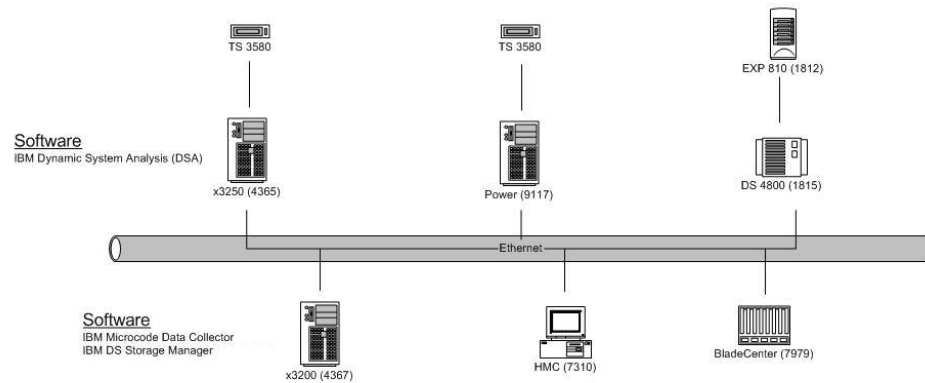 TS 3580
TS 3580
EXP 810 (1812)
Software
IBM Dynamic System Analysis (DSA)
x3250 (4365)
Power (9117)
DS 4800 (1815)
Ethernet
Software
IBM Microcode Data Collector
IBM DS Storage Manager
x3200 (4367)
HMC (7310)
BladeCenter (7979)